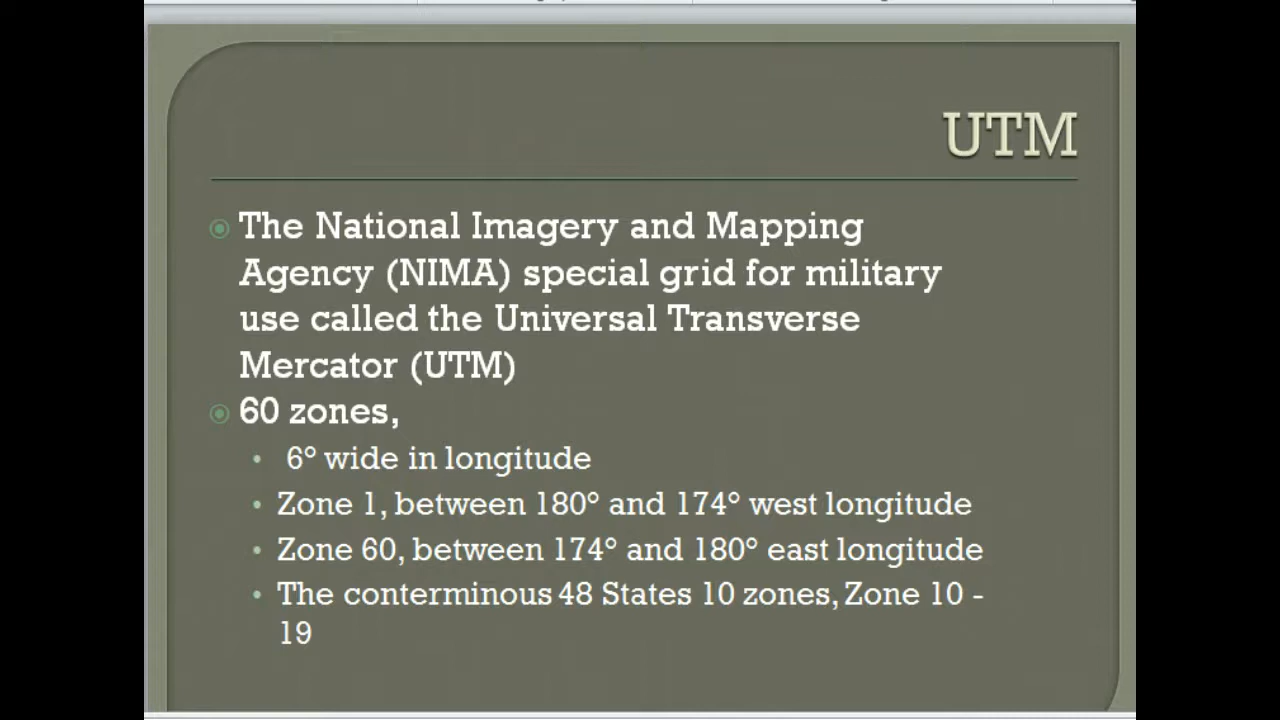 UTM
The National Imagery and Mapping
Agency (NIMA) special grid for military
use called the Universal Transverse
Mercator (UTM)
60 zones,
6° wide in longitude
Zone 1, between 180° and 174° west longitude
Zone 60, between 174° and 180° east longitude
The conterminous 48 States 10 zones, Zone 10 -
19